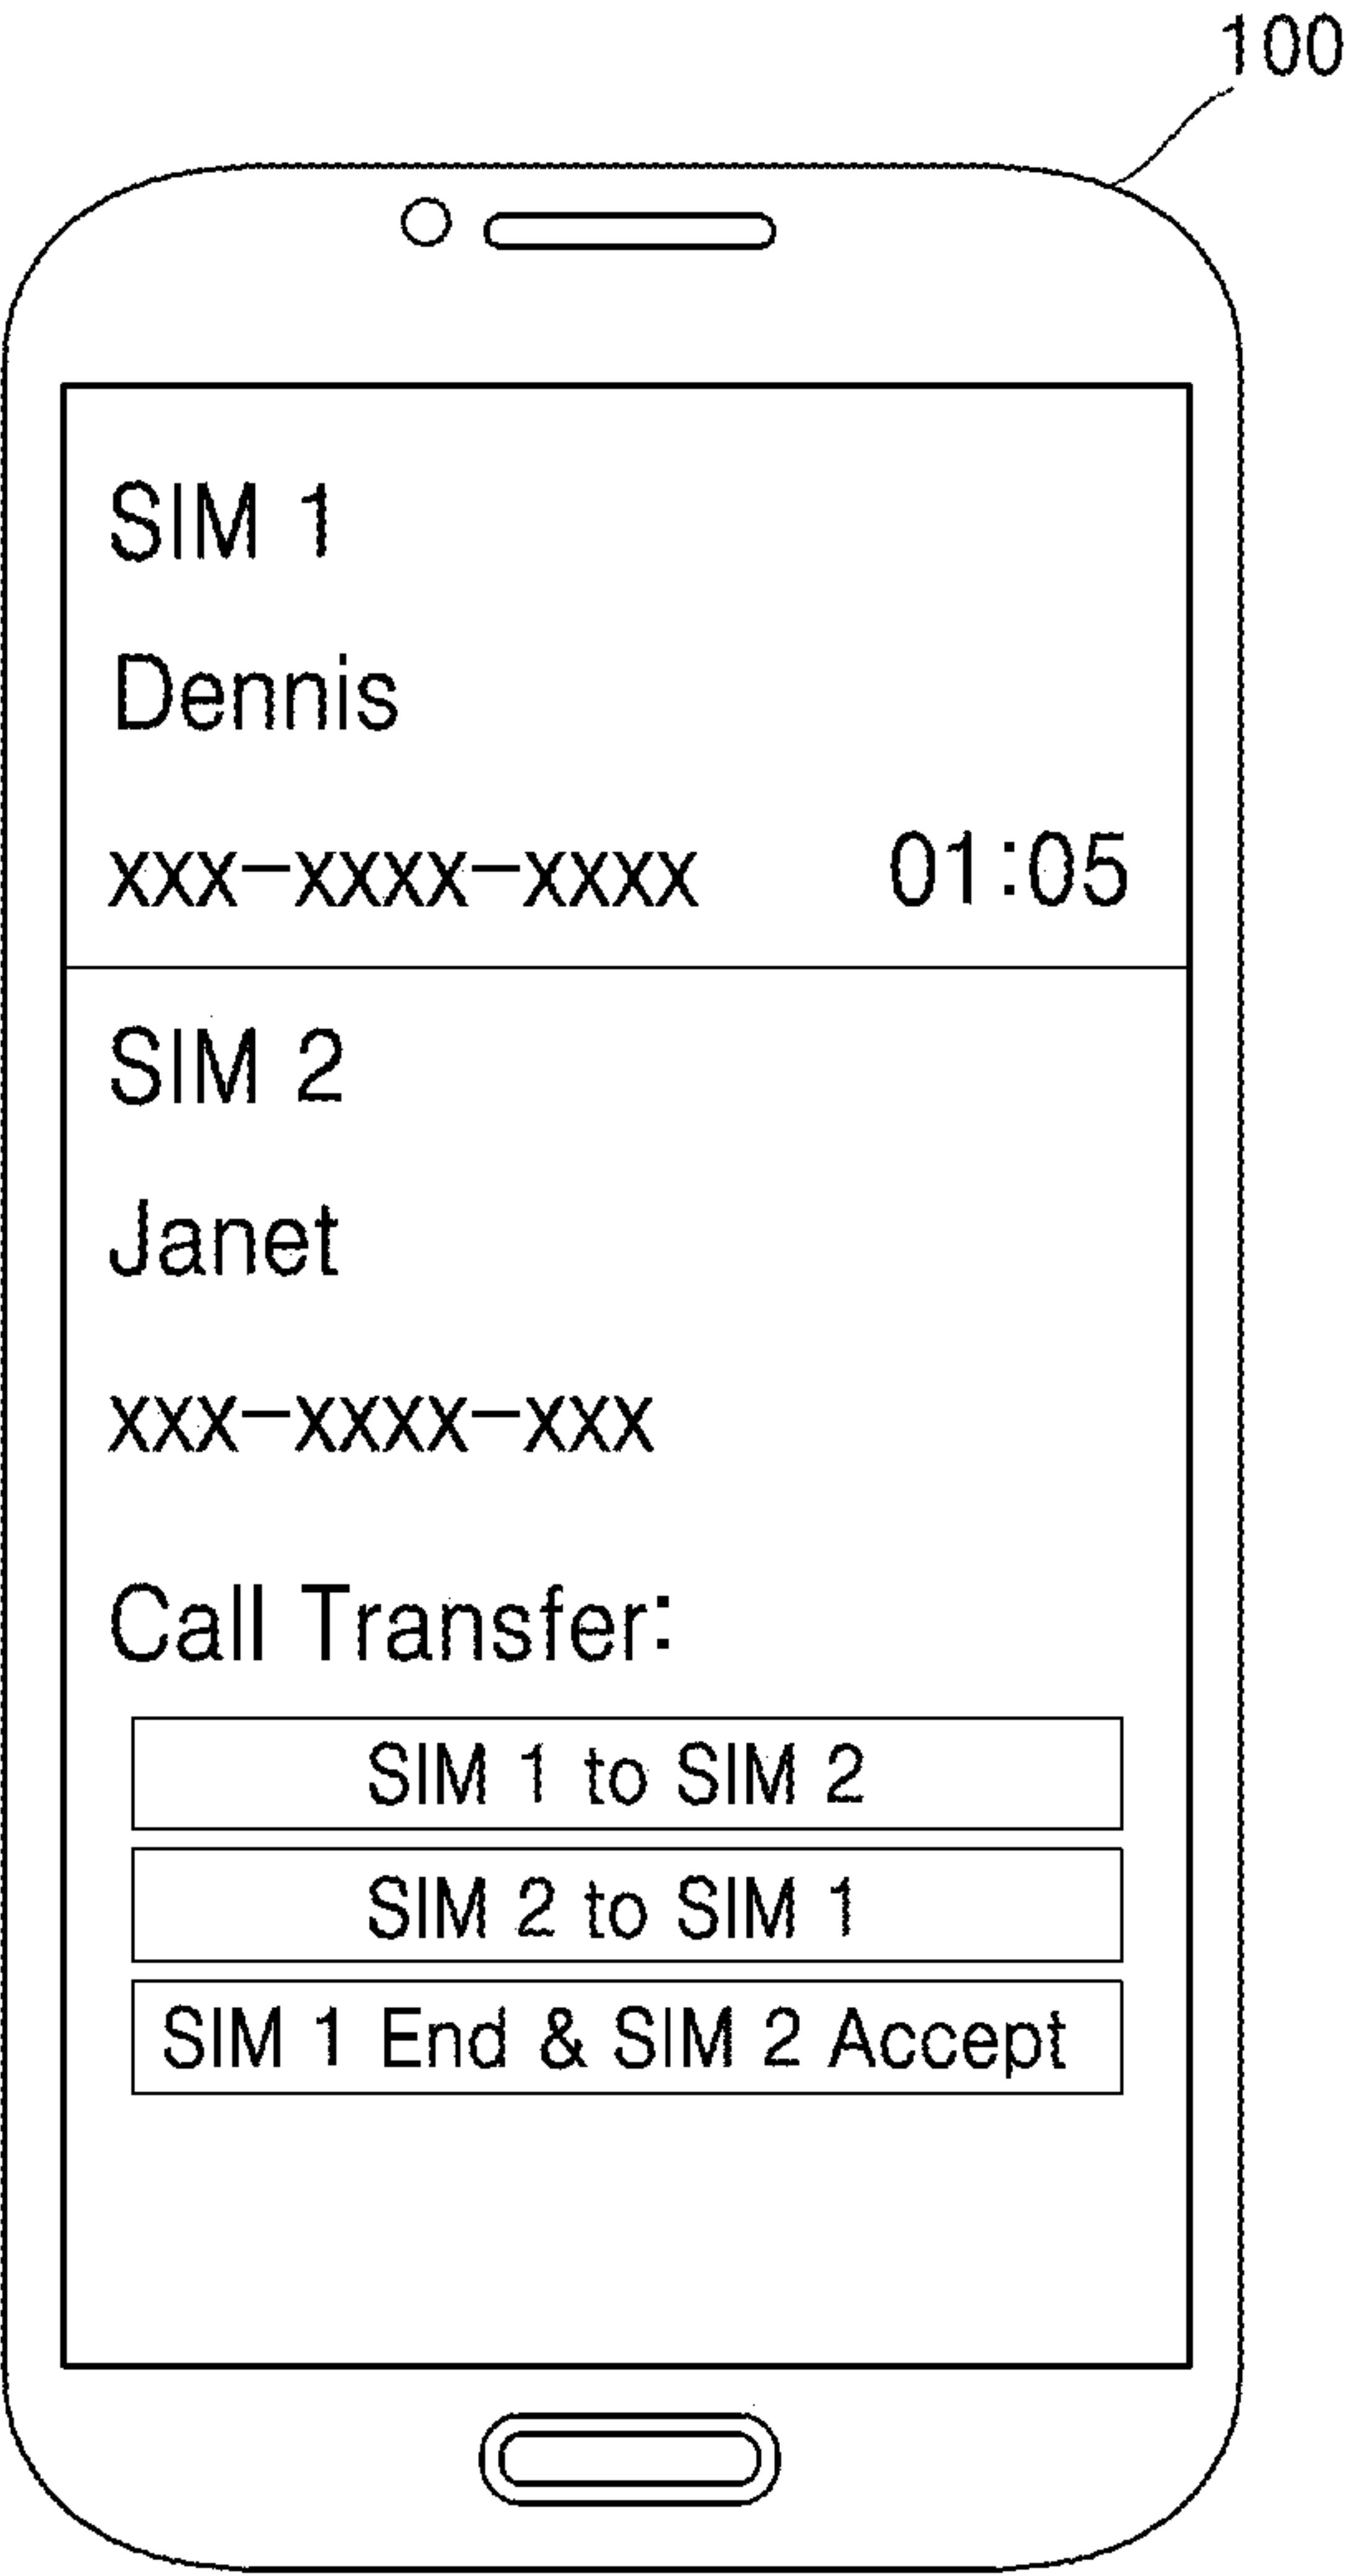 100
SIM 1
Dennis
xxx-xxxx-xxxx 01:05
SIM 2
Janet
xxx-xxxx-xxx
Call Transfer:
SIM 1 to SIM 2
SIM 2 to SIM 1
SIM 1 End & SIM 2 Accept